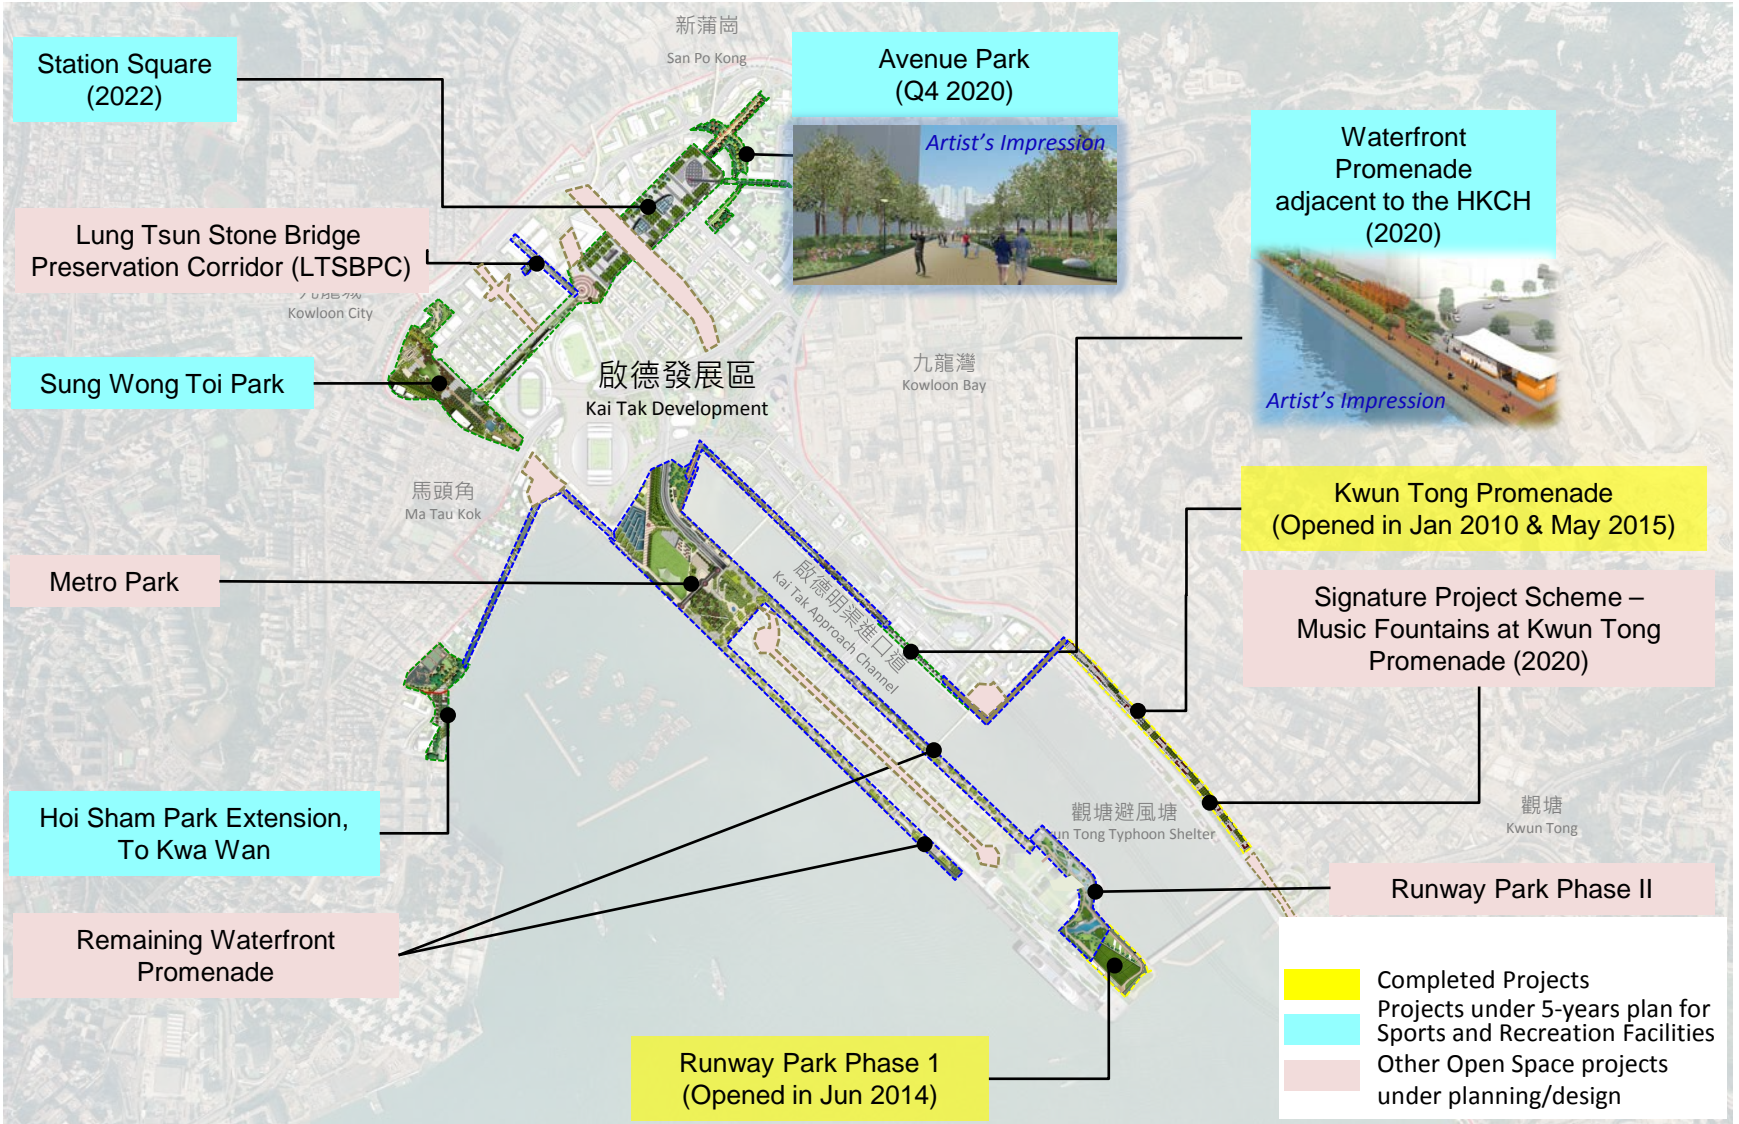 新蒲崗
San Po Kong
Station Square
(2022)
Avenue Park
(Q4 2020)
Artist's Impression
Waterfront
Promenade
adjacent to the HKCH
(2020)
Artist's Impression
Lung Tsun Stone Bridge
Preservation Corridor (LTSBPC)
九龍城
Kowloon City
Sung Wong Toi Park
啟德發展區
Kai Tak Development
九龍灣
Kowloon Bay
馬頭角
Ma Tau Kok
Kwun Tong Promenade
(Opened in Jan 2010 & May 2015)
Metro Park
啟德明渠進口道
Kai Tak Approach Channel
Signature Project Scheme –
Music Fountains at Kwun Tong
Promenade (2020)
Hoi Sham Park Extension,
To Kwa Wan
觀塘避風塘
un Tong Typhoon Shelter
觀塘
Kwun Tong
Runway Park Phase II
Remaining Waterfront
Promenade
Runway Park Phase 1
(Opened in Jun 2014)
Completed Projects
Projects under 5-years plan for
Sports and Recreation Facilities
Other Open Space projects
under planning/design